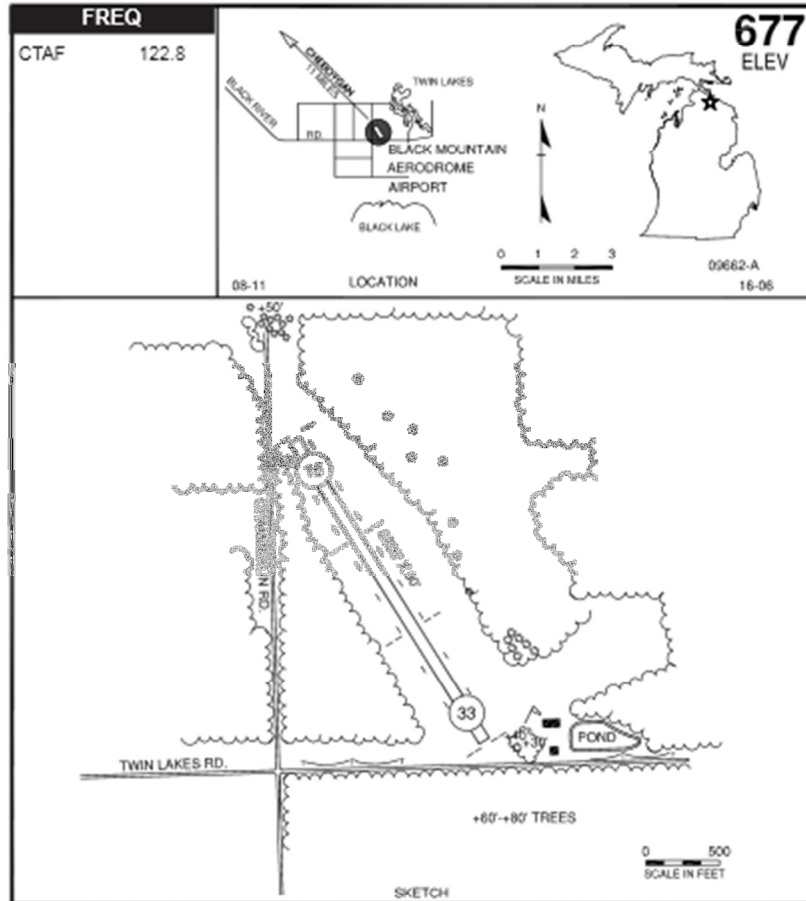 FREQ
CTAF 122.8
CHEBOYGAN
11 MILES
BLACK RIVER
TWIN LAKES
RD.
BLACK MOUNTAIN
AERODROME
AIRPORT
BLACK LAKE
N
0 1 2 3
SCALE IN MILES
08-11
LOCATION
677
ELEV
09662-A
16-06
+50'
RD.
33
POND
TWIN LAKES RD.
+60'-+80' TREES
0 500
SCALE IN FEET
SKETCH